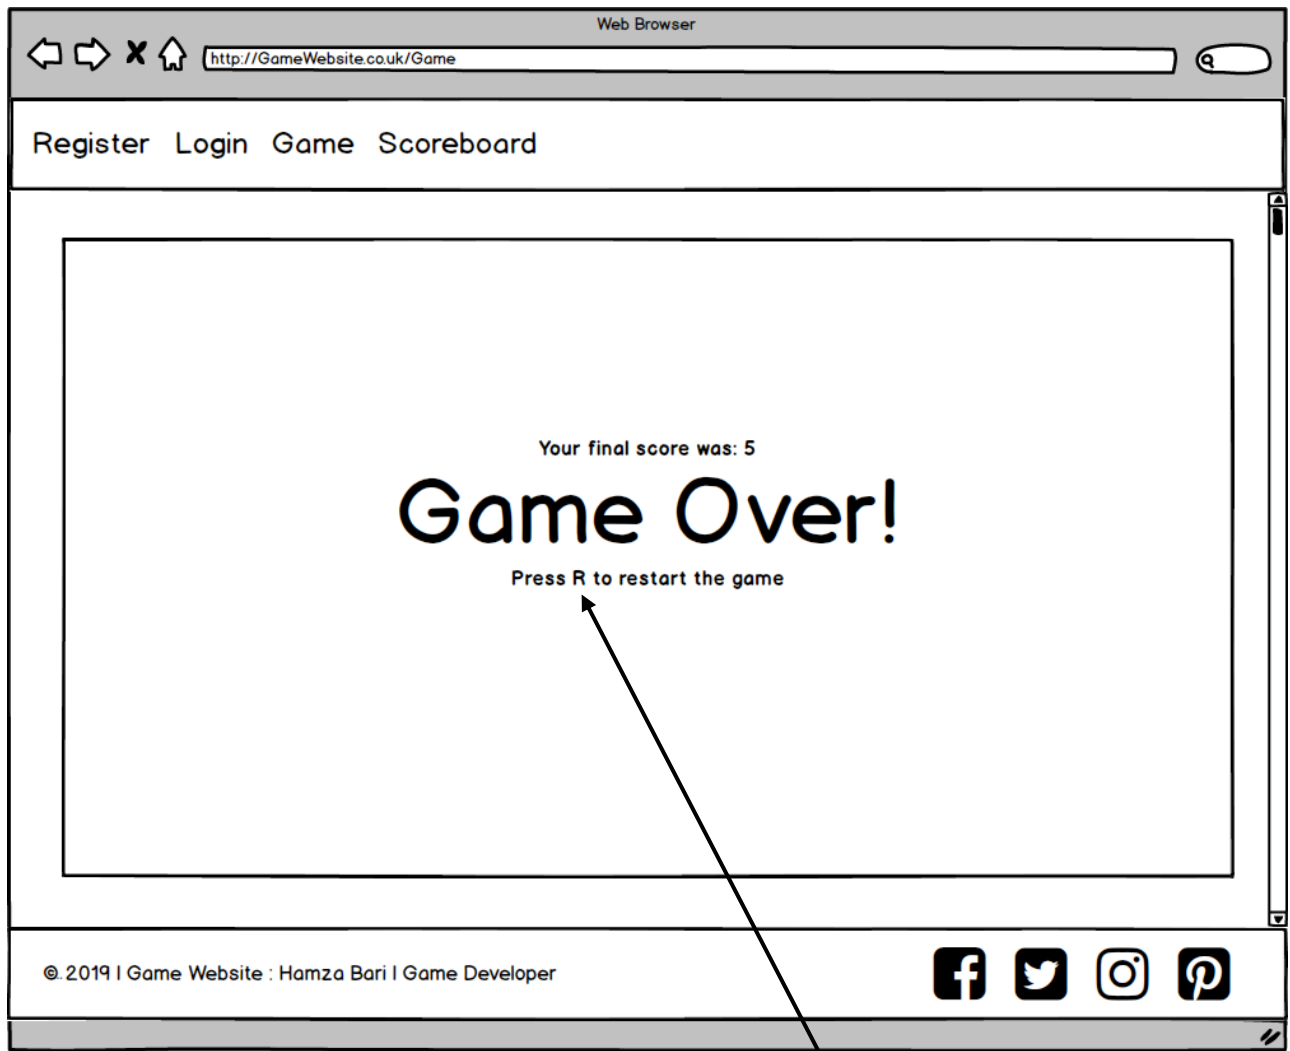 Web Browser
http://GameWebsite.co.uk/Game
Register Login Game Scoreboard
Your final score was: 5
Game Over!
Press R to restart the game
© 2019 | Game Website : Hamza Bari | Game Developer